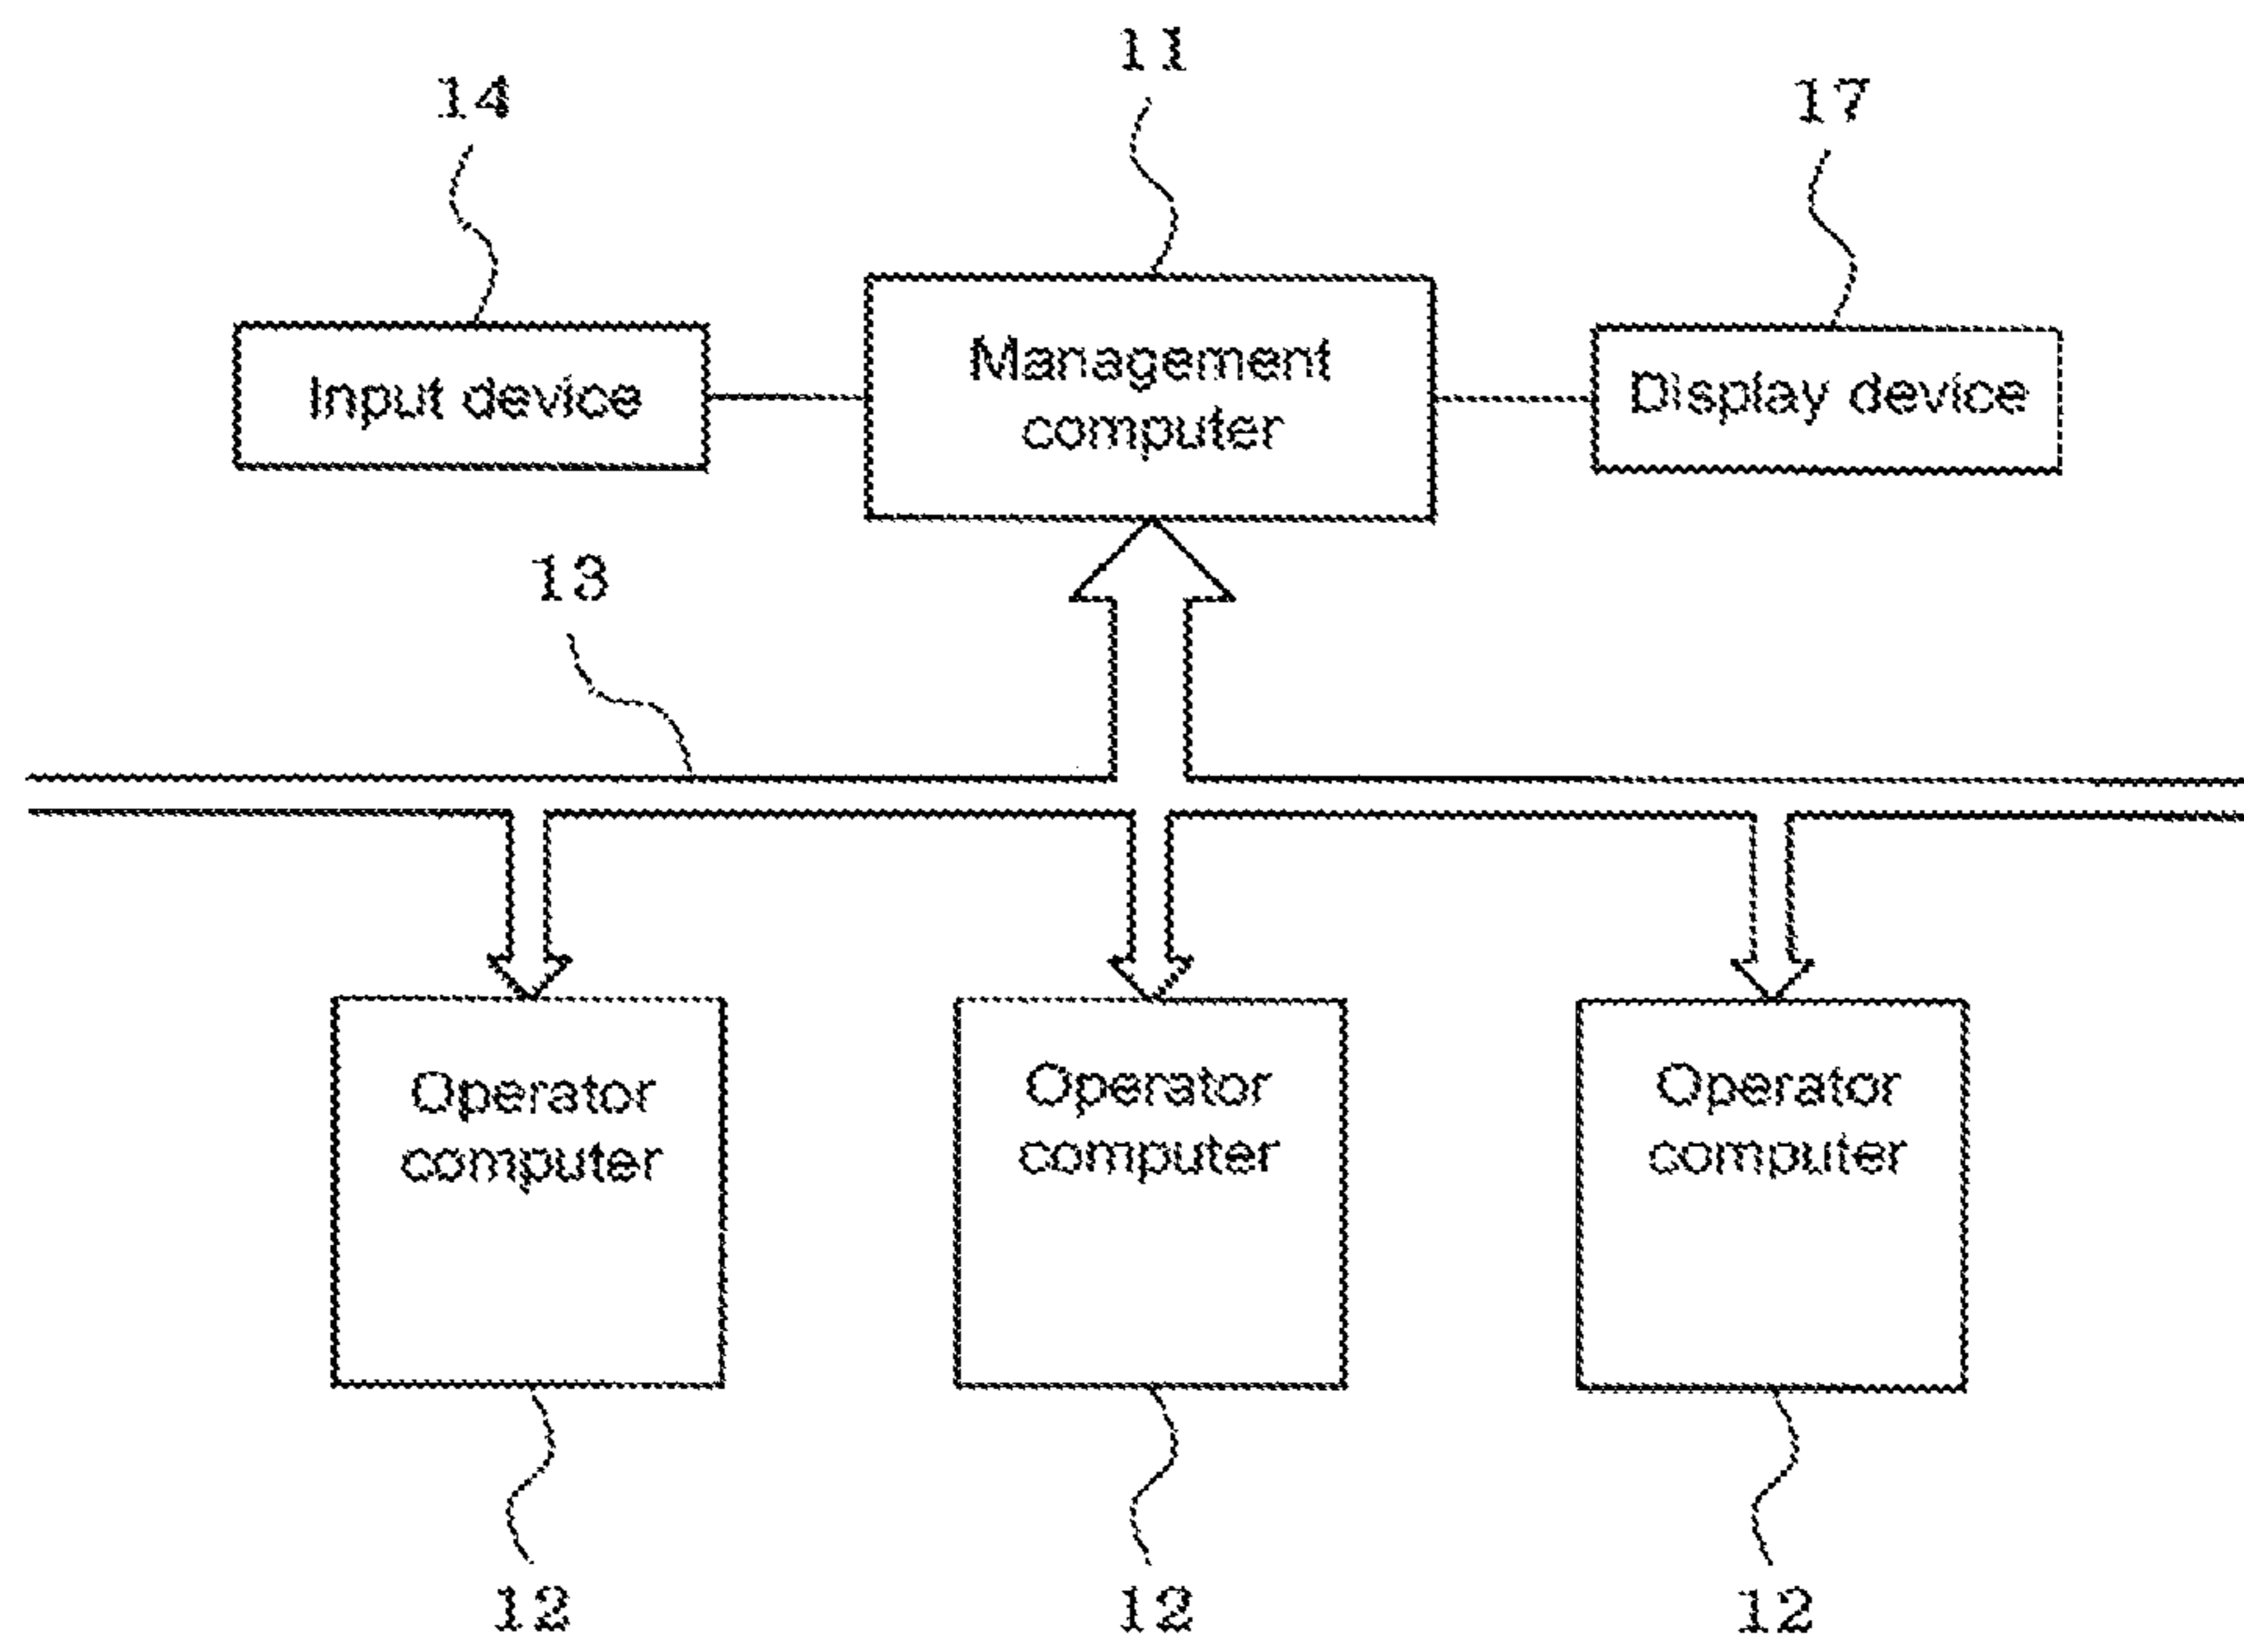 11
14
17
Input device
Management
computer
Display device
13
Operator
computer
Operator
computer
Operator
computer
12
12
12